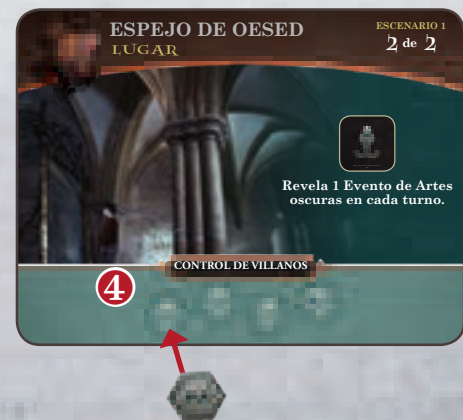 ESPEJO DE OESED
LUGAR
ESCENARIO 1
2 de 2
Revela 1 Evento de Artes
oscuras en cada turno.
CONTROL DE VILLANOS
4